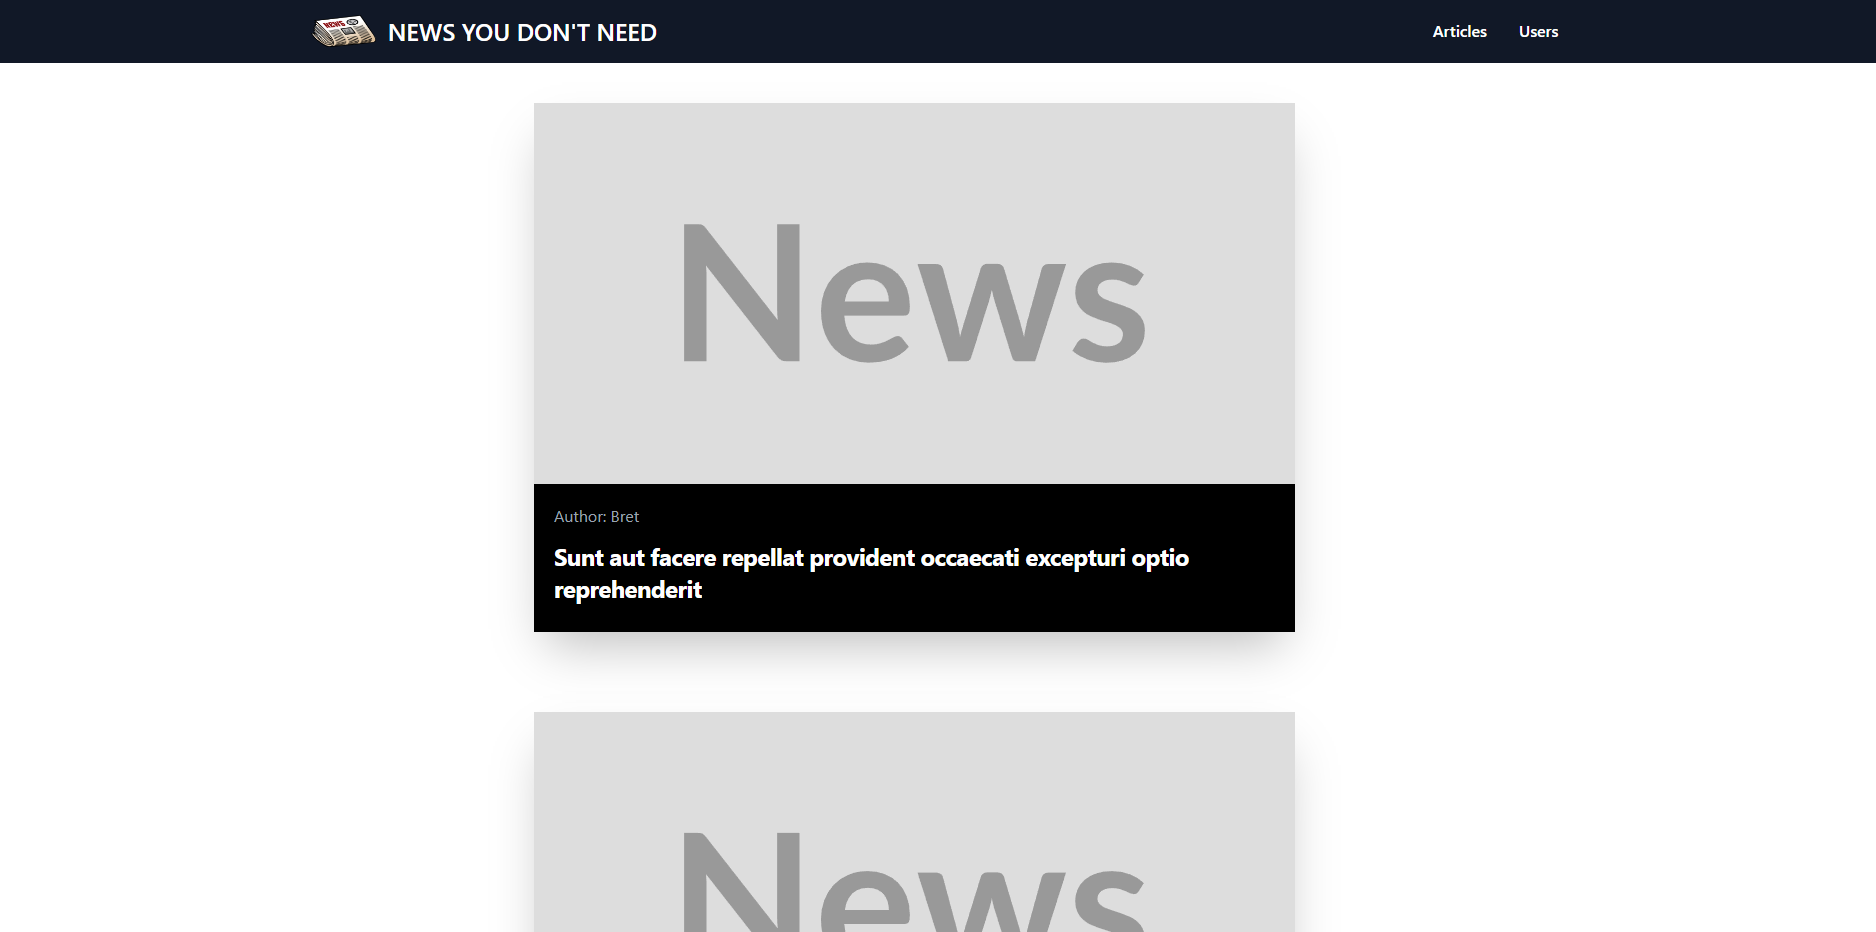 NEWS
NEWS YOU DON'T NEED
Articles
Users
News
Author: Bret
Sunt aut facere repellat provident occaecati excepturi optio
reprehenderit
News